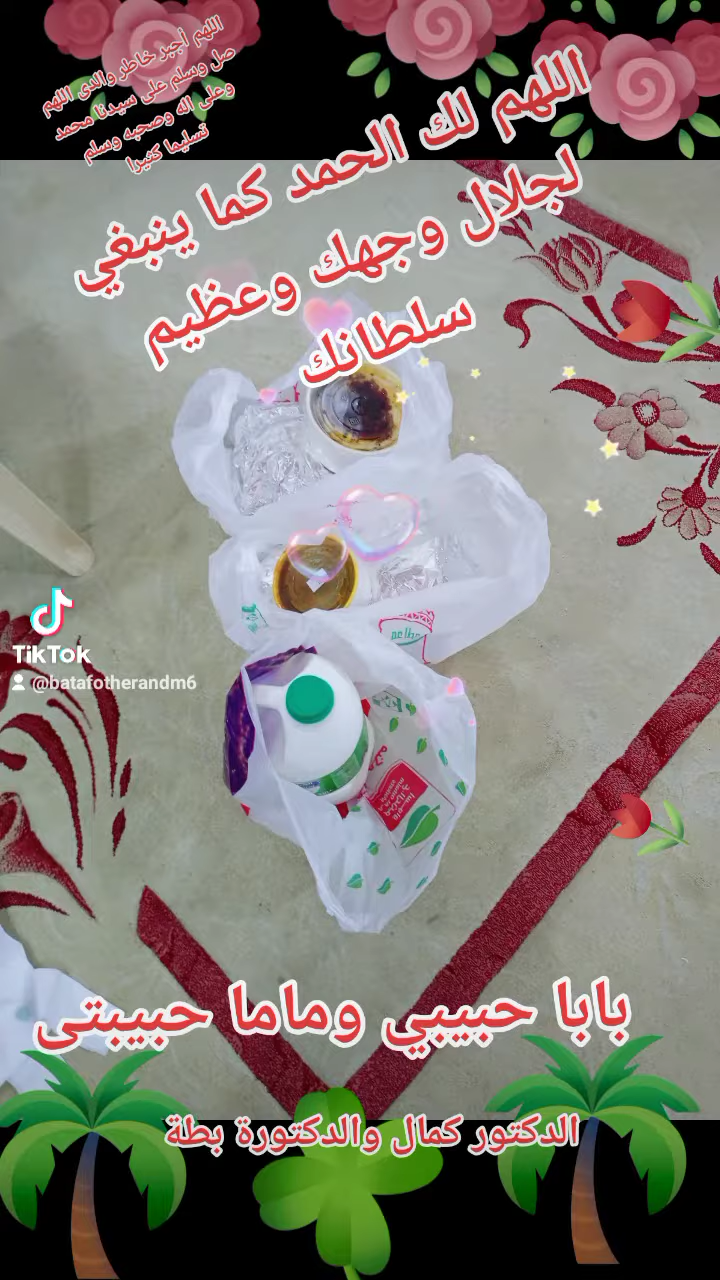 اللهم أجبر خاطر والدى اللهم
صل وسلم على سيدنا محمد
وعلى اله وصحبه وسلم
تسليما كثيرا
اللهم لك الحمد كما ينبغي
لجلال وجهك وعظيم
سلطانك
TikTok
@batafotherandm6
بابا حبيبي وماما حبيبتى
الدكتور كمال والدكتورة بطة